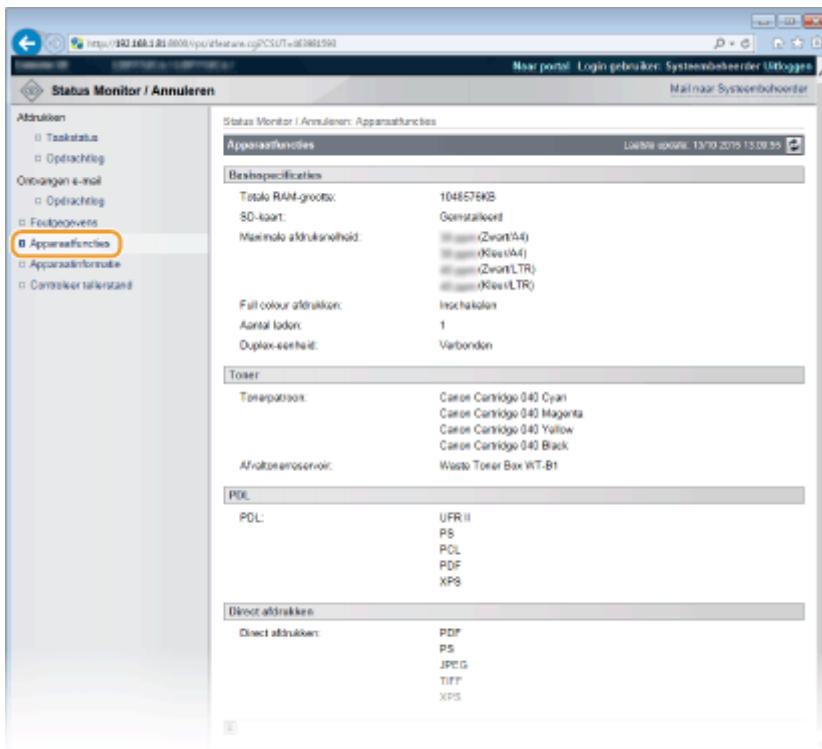 Naar portal Login gebruiker: Systeembeheerder Uitloggen
Status Monitor / Annuleren
Mail naar Systeembeheerder
Afdrukken
Taakstatus
Opdrachtlog
Ontvangen e-mail
Opdrachtlog
Foutgegevens
Apparaatfuncties
Apparaatinformatie
Controleer tellerstand
Status Monitor / Annuleren: Apparaatfuncties
Apparaatfuncties
Laatste update: 13/10 2015 13:09:55
Basisspecificaties
Totale RAM-grootte: 1048576KB
SD-kaart: Geïnstalleerd
Maximale afdruksnelheid: (Zwart/A4)
(Kleur/A4)
(Zwart/LTR)
(Kleur/LTR)
Full colour afdrukken: Inschakelen
Aantal laden: 1
Duplex-eenheid: Verbonden
Toner
Tonerpatroon: Canon Cartridge 040 Cyan
Canon Cartridge 040 Magenta
Canon Cartridge 040 Yellow
Canon Cartridge 040 Black
Afvaltonerreservoir: Waste Toner Box WT-B1
PDL
PDL: UFR II
PS
PCL
PDF
XPS
Direct afdrukken
Direct afdrukken: PDF
PS
JPEG
TIFF
XPS